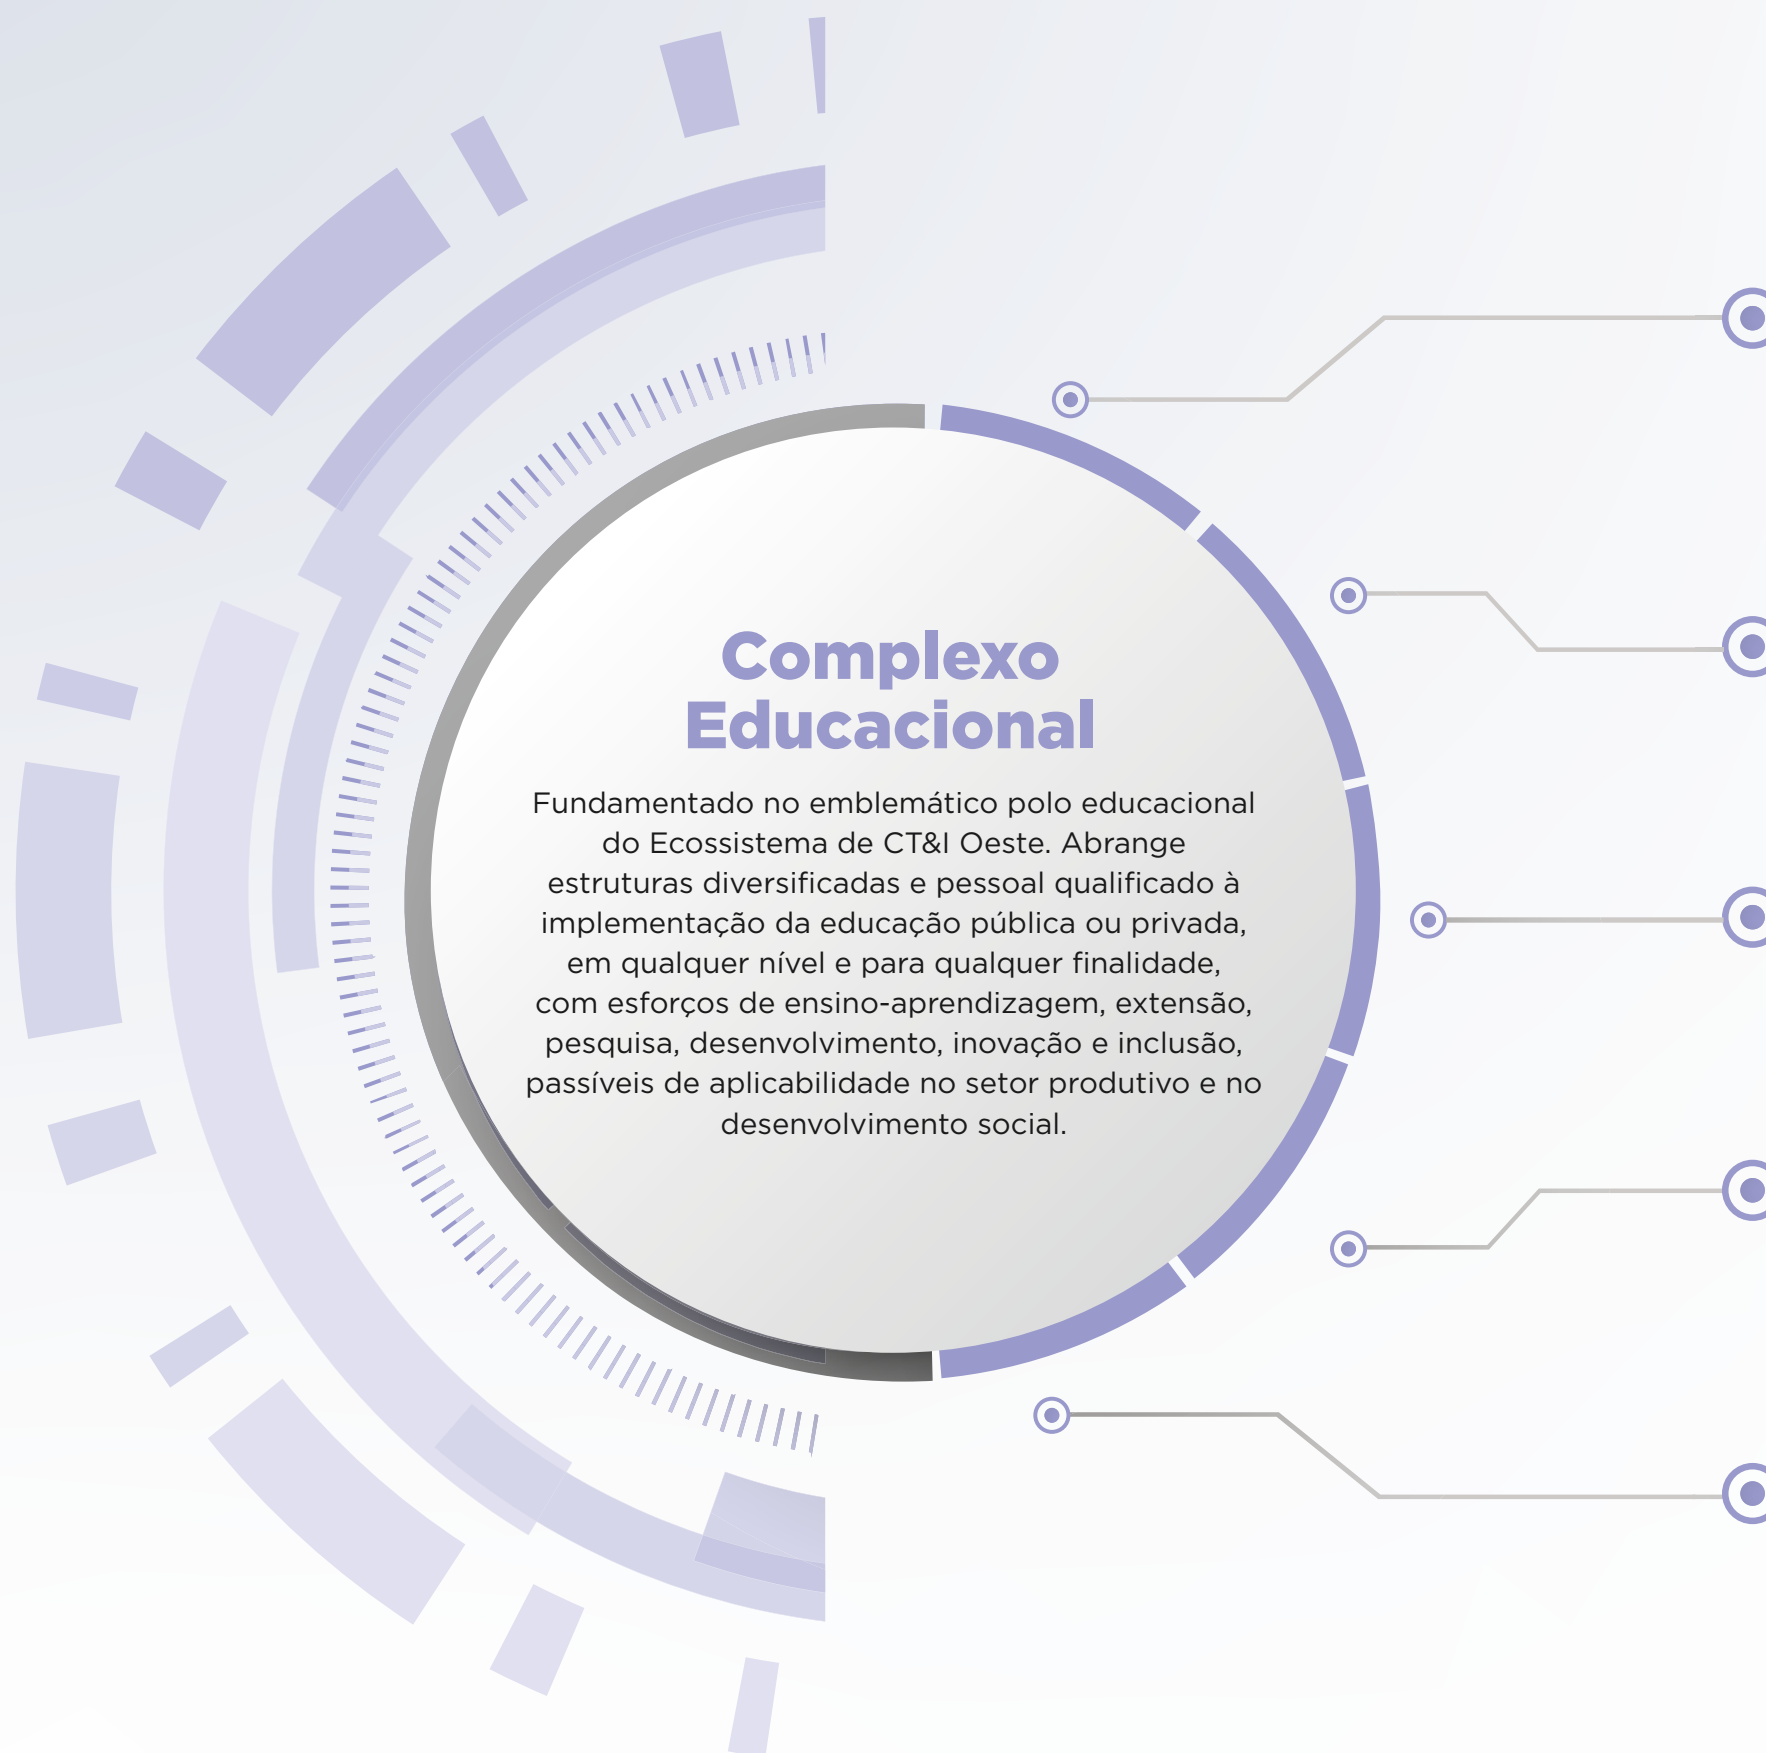 Complexo
Educacional
Fundamentado no emblemático polo educacional
do Ecossistema de CT&I Oeste. Abrange
estruturas diversificadas e pessoal qualificado à
implementação da educação pública ou privada,
em qualquer nível e para qualquer finalidade,
com esforços de ensino-aprendizagem, extensão,
pesquisa, desenvolvimento, inovação e inclusão,
passíveis de aplicabilidade no setor produtivo e no
desenvolvimento social.